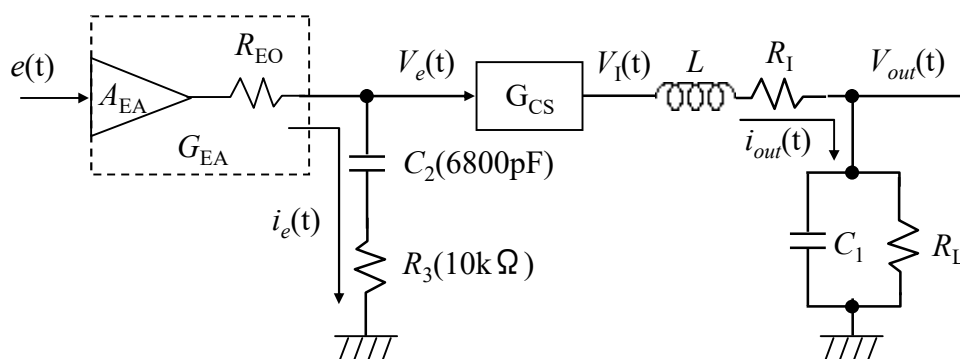 e(t)
A_EA
R_EO
G_EA
V_e(t)
G_CS
V_I(t)
L
R_I
V_out(t)
i_out(t)
C_2(6800pF)
i_e(t)
R_3(10kΩ)
C_1
R_L